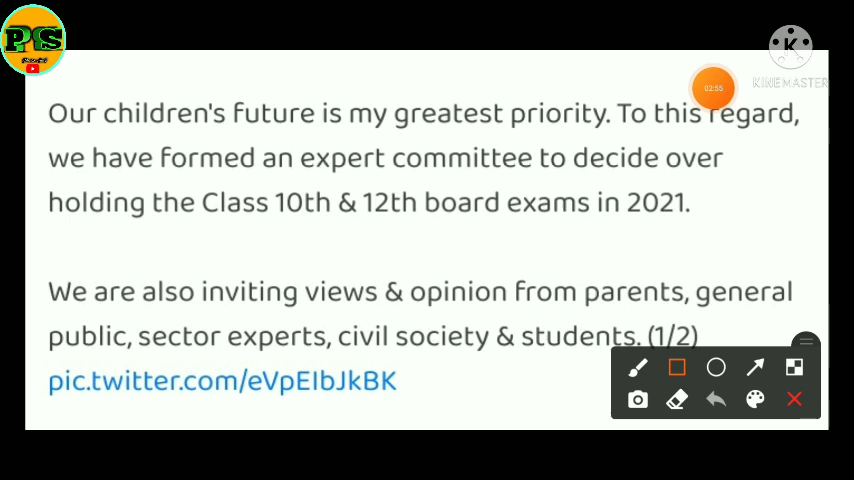 PCS
K
KINEMASTER
02:55
Our children's future is my greatest priority. To this regard,
we have formed an expert committee to decide over
holding the Class 10th & 12th board exams in 2021.
We are also inviting views & opinion from parents, general
public, sector experts, civil society & students. (1/2)
pic.twitter.com/eVpEIbJkBK